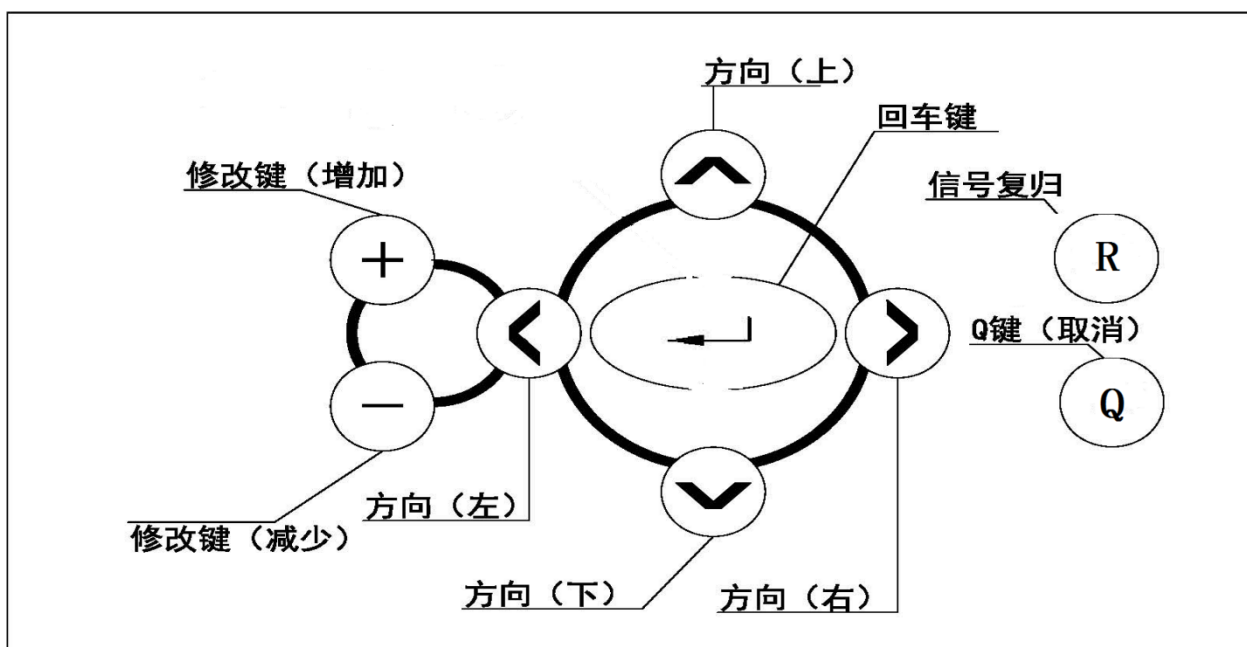 方向（上）
回车键
修改键（增加）
信号复归
+
R
Q键（取消）
−
Q
方向（左）
修改键（减少）
方向（下）
方向（右）